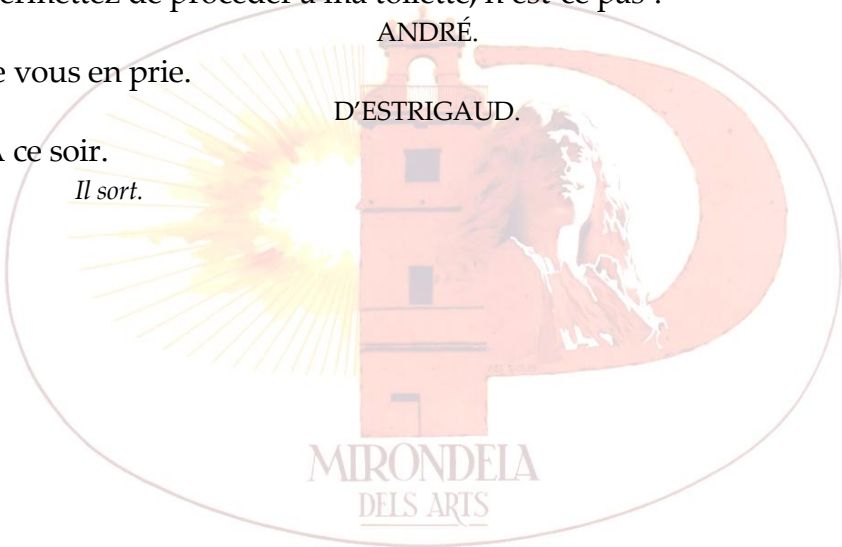 ermettez de procéder à ma toilette, n'est-ce pas ?
ANDRÉ.
e vous en prie.
D'ESTRIGAUD.
ce soir.
Il sort.
MIRONDELA
DELS ARTS